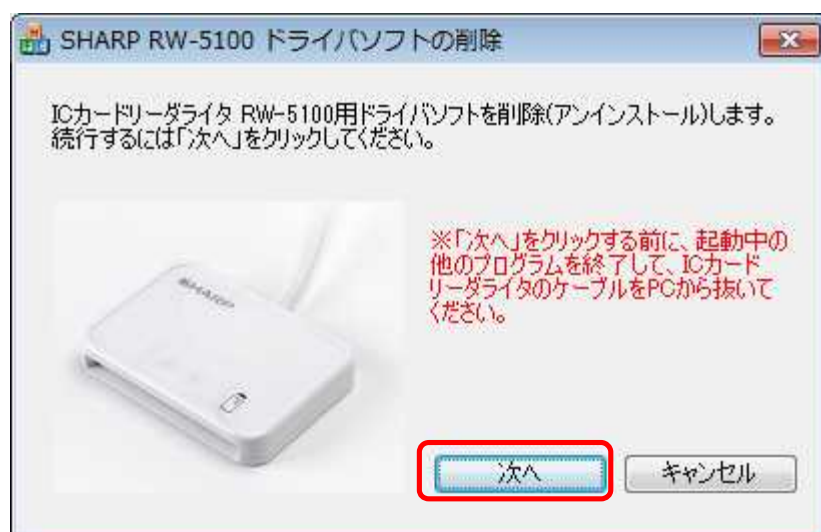 SHARP RW-5100 ドライバソフトの削除
ICカードリーダライタ RW-5100用ドライバソフトを削除(アンインストール)します。
続行するには「次へ」をクリックしてください。
※「次へ」をクリックする前に、起動中の
他のプログラムを終了して、ICカード
リーダライタのケーブルをPCから抜いて
ください。
SHARP
次へ
キャンセル